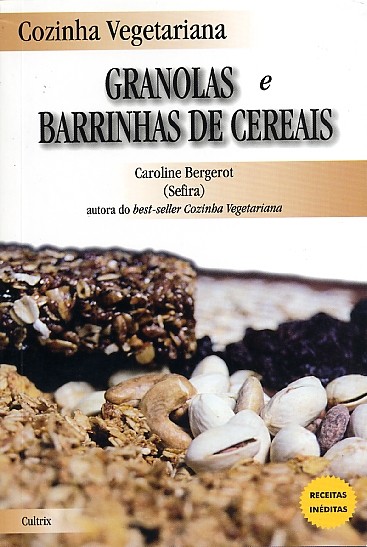 Cozinha Vegetariana
GRANOLAS e
BARRINHAS DE CEREAIS
Caroline Bergerot
(Sefira)
autora do best-seller Cozinha Vegetariana
RECEITAS
INÉDITAS
Cultrix